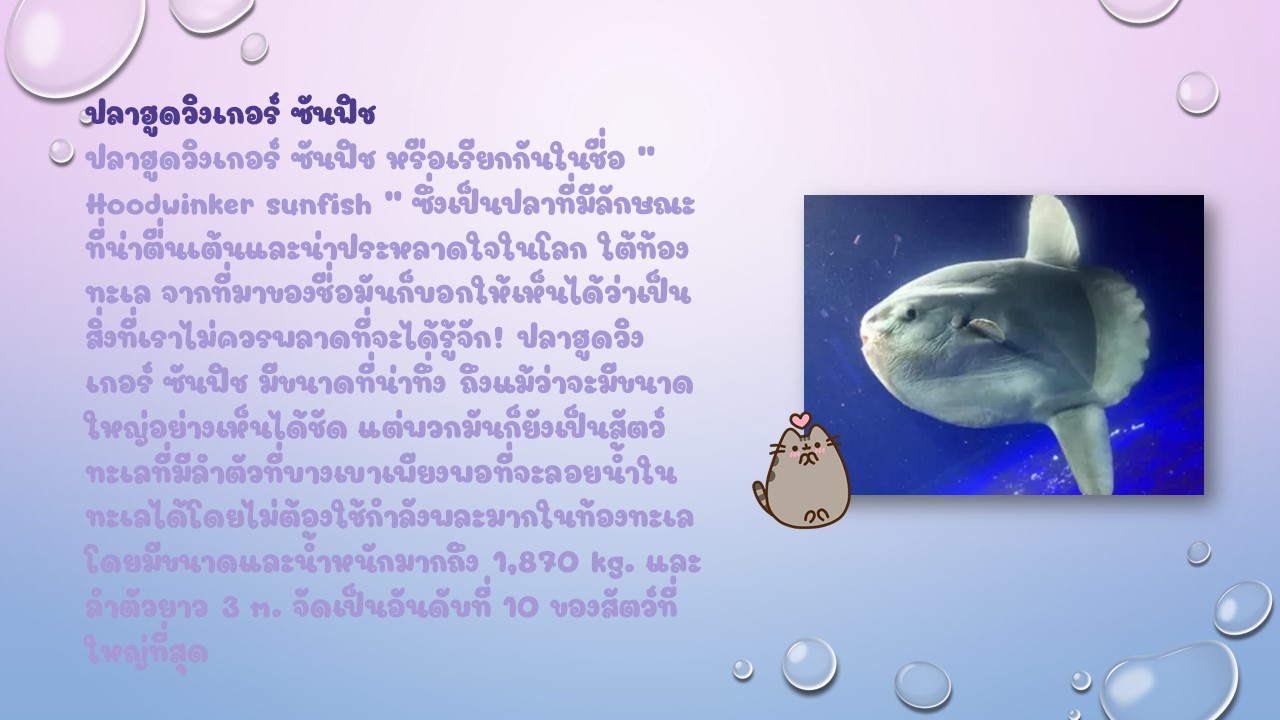 ปลาฮูดวิงเกอร์ ซันฟิช
ปลาฮูดวิงเกอร์ ซันฟิช หรือเรียกกันในชื่อ "
Hoodwinker sunfish " ซึ่งเป็นปลาที่มีลักษณะ
ที่น่าตื่นเต้นและน่าประหลาดใจในโลก ใต้ท้อง
ทะเล จากที่มาของชื่อมันก็บอกให้เห็นได้ว่าเป็น
สิ่งที่เราไม่ควรพลาดที่จะได้รู้จัก! ปลาฮูดวิง
เกอร์ ซันฟิช มีขนาดที่น่าทึ่ง ถึงแม้ว่าจะมีขนาด
ใหญ่อย่างเห็นได้ชัด แต่พวกมันก็ยังเป็นสัตว์
ทะเลที่มีลำตัวที่บางเบาเพียงพอที่จะลอยน้ำใน
ทะเลได้โดยไม่ต้องใช้กำลังพละมากในท้องทะเล
โดยมีขนาดและน้ำหนักมากถึง 1,870 kg. และ
ลำตัวยาว 3 m. จัดเป็นอันดับที่ 10 ของสัตว์ที่
ใหญ่ที่สุด